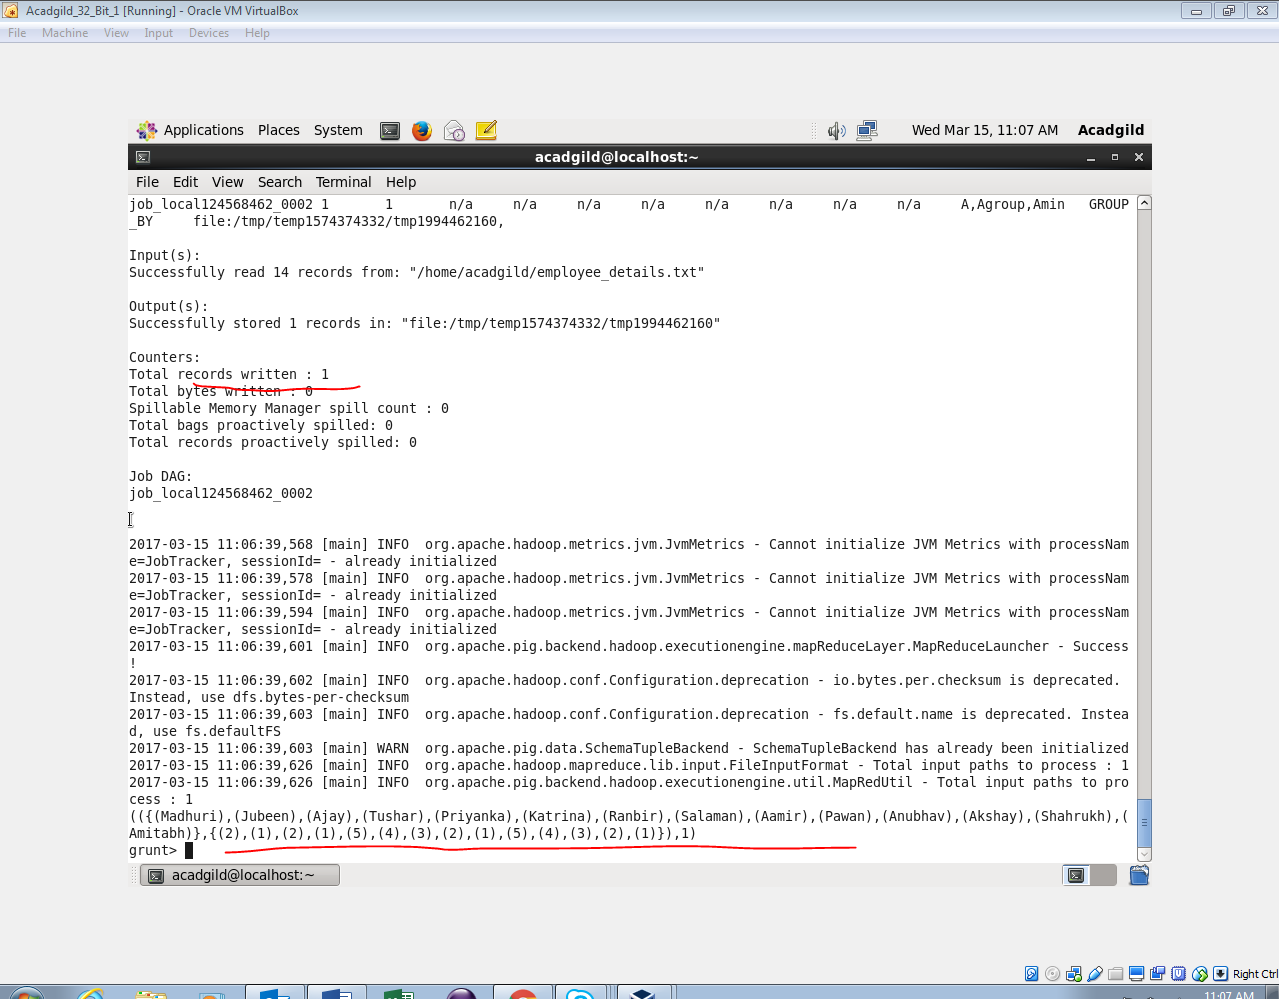 Acadgild_32_Bit_1 [Running] - Oracle VM VirtualBox
File Machine View Input Devices Help
Applications Places System Wed Mar 15, 11:07 AM Acadgild
acadgild@localhost:~
File Edit View Search Terminal Help
job_local124568462_0002 1 1 n/a n/a n/a n/a n/a n/a n/a n/a A,Agroup,Amin GROUP
_BY file:/tmp/temp1574374332/tmp1994462160,
Input(s):
Successfully read 14 records from: "/home/acadgild/employee_details.txt"
Output(s):
Successfully stored 1 records in: "file:/tmp/temp1574374332/tmp1994462160"
Counters:
Total records written : 1
Total bytes written : 0
Spillable Memory Manager spill count : 0
Total bags proactively spilled: 0
Total records proactively spilled: 0
Job DAG:
job_local124568462_0002
2017-03-15 11:06:39,568 [main] INFO org.apache.hadoop.metrics.jvm.JvmMetrics - Cannot initialize JVM Metrics with processNam
e=JobTracker, sessionId= - already initialized
2017-03-15 11:06:39,578 [main] INFO org.apache.hadoop.metrics.jvm.JvmMetrics - Cannot initialize JVM Metrics with processNam
e=JobTracker, sessionId= - already initialized
2017-03-15 11:06:39,594 [main] INFO org.apache.hadoop.metrics.jvm.JvmMetrics - Cannot initialize JVM Metrics with processNam
e=JobTracker, sessionId= - already initialized
2017-03-15 11:06:39,601 [main] INFO org.apache.pig.backend.hadoop.executionengine.mapReduceLayer.MapReduceLauncher - Success
!
2017-03-15 11:06:39,602 [main] INFO org.apache.hadoop.conf.Configuration.deprecation - io.bytes.per.checksum is deprecated.
Instead, use dfs.bytes-per-checksum
2017-03-15 11:06:39,603 [main] INFO org.apache.hadoop.conf.Configuration.deprecation - fs.default.name is deprecated. Instea
d, use fs.defaultFS
2017-03-15 11:06:39,603 [main] WARN org.apache.pig.data.SchemaTupleBackend - SchemaTupleBackend has already been initialized
2017-03-15 11:06:39,626 [main] INFO org.apache.hadoop.mapreduce.lib.input.FileInputFormat - Total input paths to process : 1
2017-03-15 11:06:39,626 [main] INFO org.apache.pig.backend.hadoop.executionengine.util.MapRedUtil - Total input paths to pro
cess : 1
(({(Madhuri),(Jubeen),(Ajay),(Tushar),(Priyanka),(Katrina),(Ranbir),(Salaman),(Aamir),(Pawan),(Anubhav),(Akshay),(Shahrukh),(
Amitabh)},{(2),(1),(2),(1),(5),(4),(3),(2),(1),(5),(4),(3),(2),(1)}),1)
grunt>
acadgild@localhost:~
Right Ctrl
11:07 AM